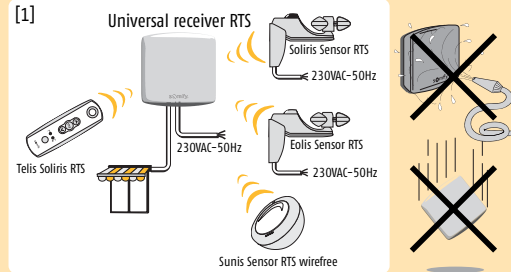 [1]
Universal receiver RTS
Soliris Sensor RTS
230VAC~50Hz
somfy
230VAC~50Hz
Eolis Sensor RTS
230VAC~50Hz
Telis Soliris RTS
Sunis Sensor RTS wirefree